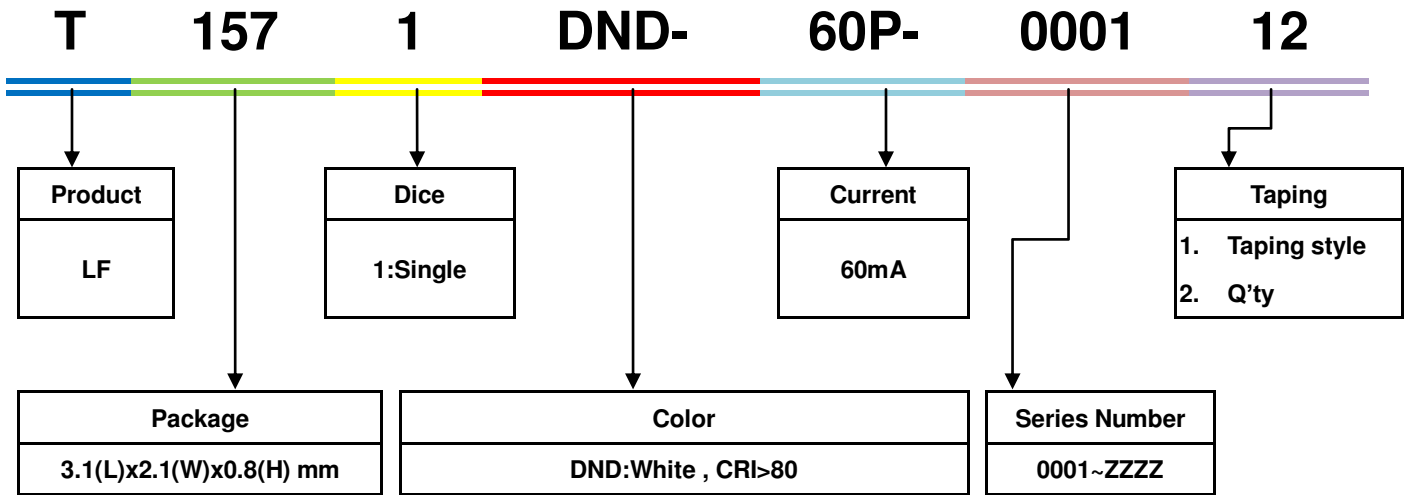 T 157 1 DND- 60P- 0001 12
Product
LF
Dice
1:Single
Current
60mA
Taping
1. Taping style
2. Q’ty
Package
3.1(L)x2.1(W)x0.8(H) mm
Color
DND:White , CRI>80
Series Number
0001~ZZZZ